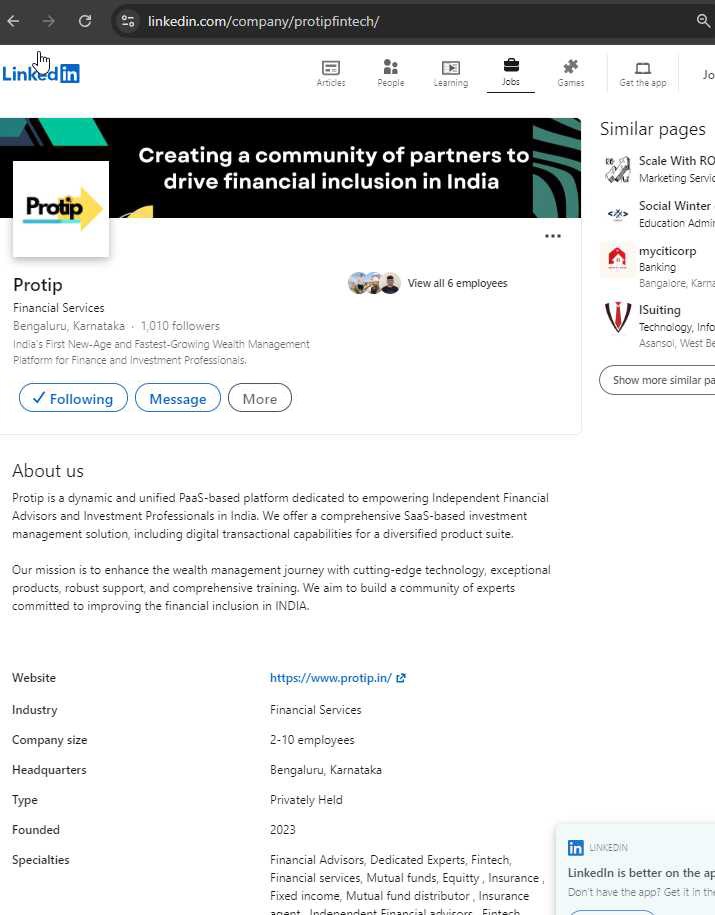 linkedin.com/company/protipfintech/
Linked in
Articles
People
Learning
Jobs
Games
Get the app
Jo
Creating a community of partners to
drive financial inclusion in India
Protip
Protip
Financial Services
Bengaluru, Karnataka · 1,010 followers
India's First New-Age and Fastest-Growing Wealth Management
Platform for Finance and Investment Professionals.
View all 6 employees
Following
Message
More
Similar pages
Scale With RO
Marketing Servic
Social Winter
Education Admi
myciticorp
Banking
Bangalore, Karna
ISuiting
Technology, Info
Asansol, West Be
Show more similar pa
About us
Protip is a dynamic and unified PaaS-based platform dedicated to empowering Independent Financial
Advisors and Investment Professionals in India. We offer a comprehensive SaaS-based investment
management solution, including digital transactional capabilities for a diversified product suite.
Our mission is to enhance the wealth management journey with cutting-edge technology, exceptional
products, robust support, and comprehensive training. We aim to build a community of experts
committed to improving the financial inclusion in INDIA.
Website https://www.protip.in/
Industry Financial Services
Company size 2-10 employees
Headquarters Bengaluru, Karnataka
Type Privately Held
Founded 2023
Specialties Financial Advisors, Dedicated Experts, Fintech,
Financial services, Mutual funds, Equitty , Insurance ,
Fixed income, Mutual fund distributor , Insurance
agent , Independent Financial advisors , Fintech
in LINKEDIN
LinkedIn is better on the ap
Don't have the app? Get it in the